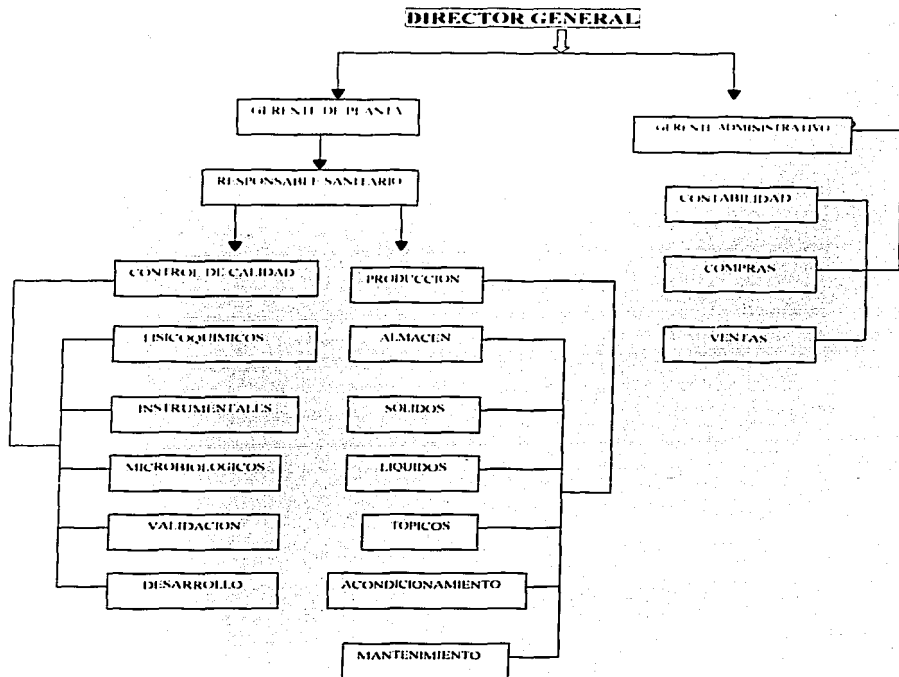 DIRECTOR GENERAL
GERENTE DE PLANTA
GERENTE ADMINISTRATIVO
RESPONSABLE SANITARIO
CONTABILIDAD
CONTROL DE CALIDAD
PRODUCCION
COMPRAS
FISICOQUIMICOS
ALMACEN
VENTAS
INSTRUMENTALES
SOLIDOS
MICROBIOLOGICOS
LIQUIDOS
VALIDACION
TOPICOS
DESARROLLO
ACONDICIONAMIENTO
MANTENIMIENTO